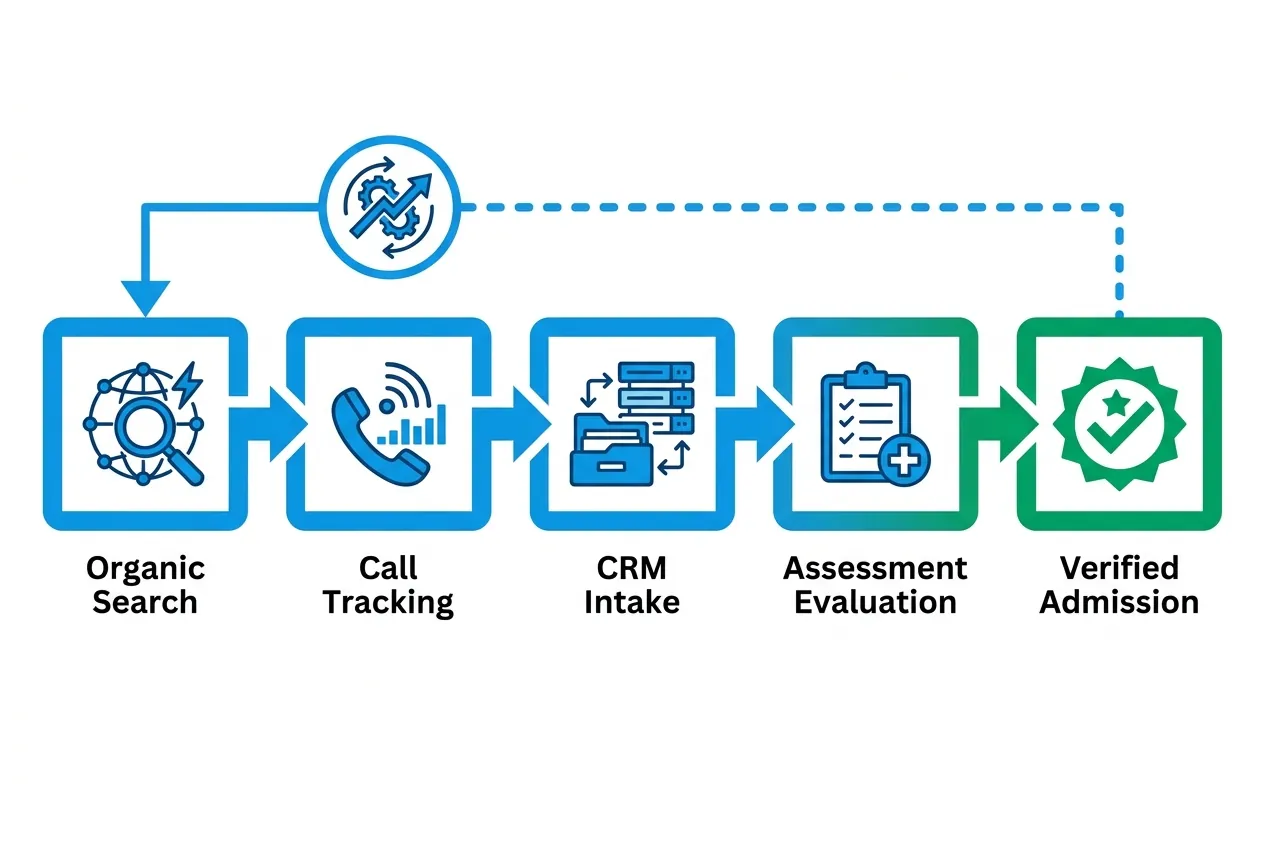 Organic
Search
Call
Tracking
CRM
Intake
Assessment
Evaluation
Verified
Admission